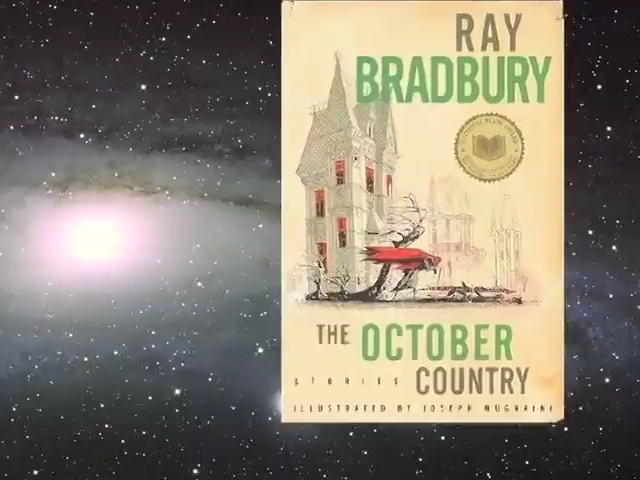 RAY
BRADBURY
THE OCTOBER
STORIES COUNTRY
ILLUSTRATED BY JOSEPH MUGNAINI